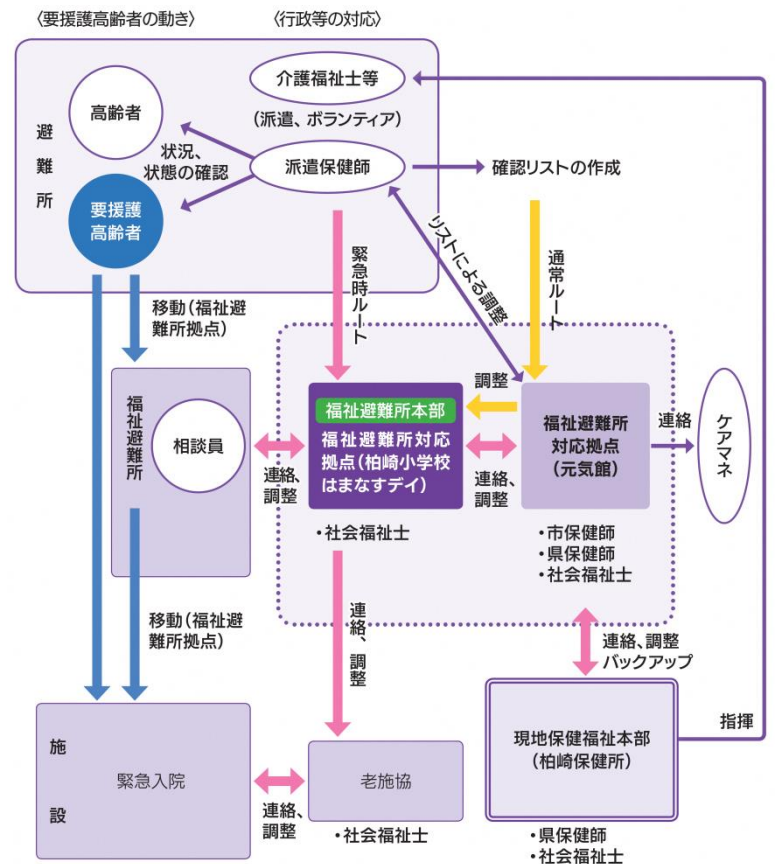 〈要援護高齢者の動き〉
〈行政等の対応〉
避難所
高齢者
状況、
状態の確認
要援護
高齢者
介護福祉士等
(派遣、ボランティア)
派遣保健師
確認リストの作成
緊急時ルート
リストによる調整
通常ルート
移動(福祉避
難所拠点)
福祉避難所
相談員
連絡、
調整
福祉避難所本部
福祉避難所対応
拠点(柏崎小学校
はまなすデイ)
・社会福祉士
調整
連絡、
調整
福祉避難所
対応拠点
(元気館)
・市保健師
・県保健師
・社会福祉士
連絡
ケアマネ
移動(福祉避
難所拠点)
連絡、調整
連絡、調整
バックアップ
指揮
施設
緊急入院
連絡、
調整
老施協
・社会福祉士
現地保健福祉本部
(柏崎保健所)
・県保健師
・社会福祉士